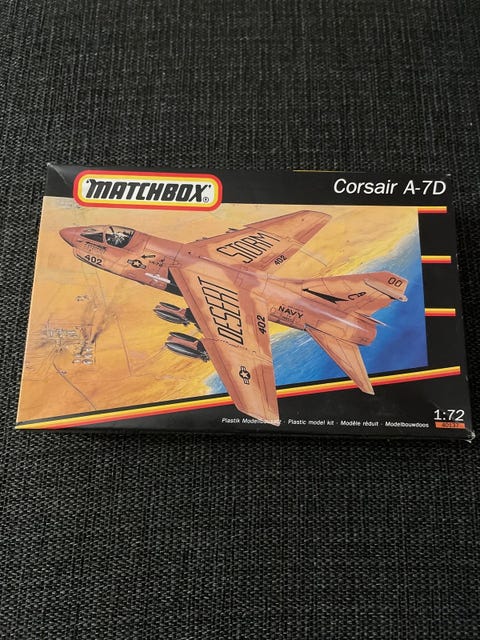 "MATCHBOX"®
Corsair A-7D
402
DESERT
STORM
402
402
NAVY
00
Plastik Modellbausatz · Plastic model kit · Modèle réduit · Modelbouwdoos
1:72
40137